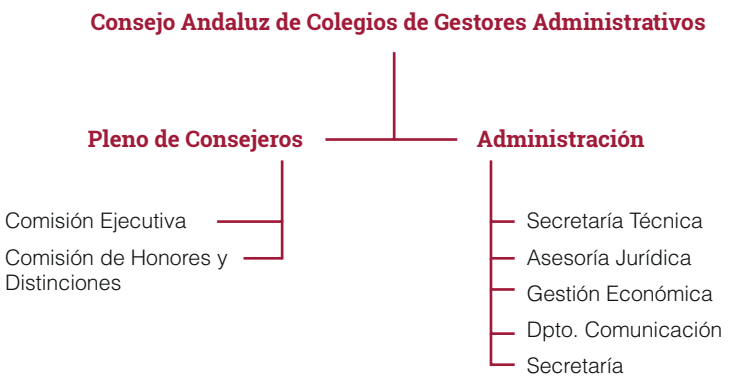 Consejo Andaluz de Colegios de Gestores Administrativos
Pleno de Consejeros
Administración
Comisión Ejecutiva
Comisión de Honores y
Distinciones
Secretaría Técnica
Asesoría Jurídica
Gestión Económica
Dpto. Comunicación
Secretaría